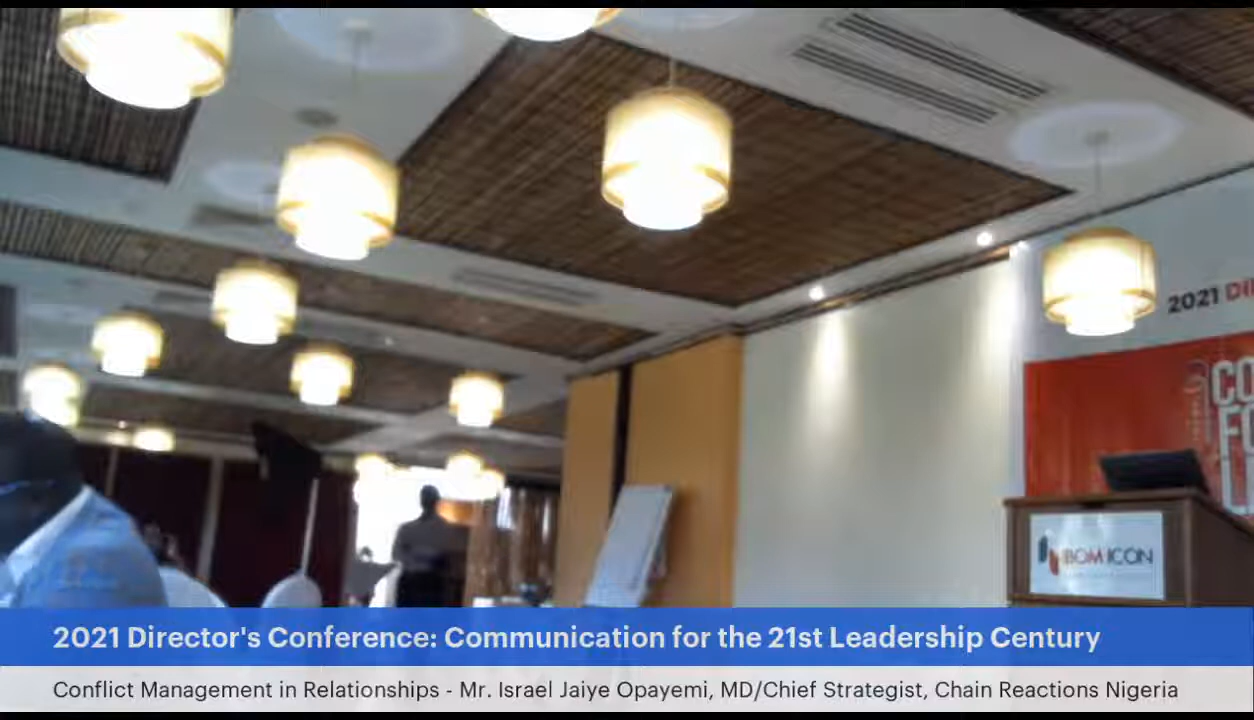 2021
CO
IBOM ICON
2021 Director's Conference: Communication for the 21st Leadership Century
Conflict Management in Relationships - Mr. Israel Jaiye Opayemi, MD/Chief Strategist, Chain Reactions Nigeria